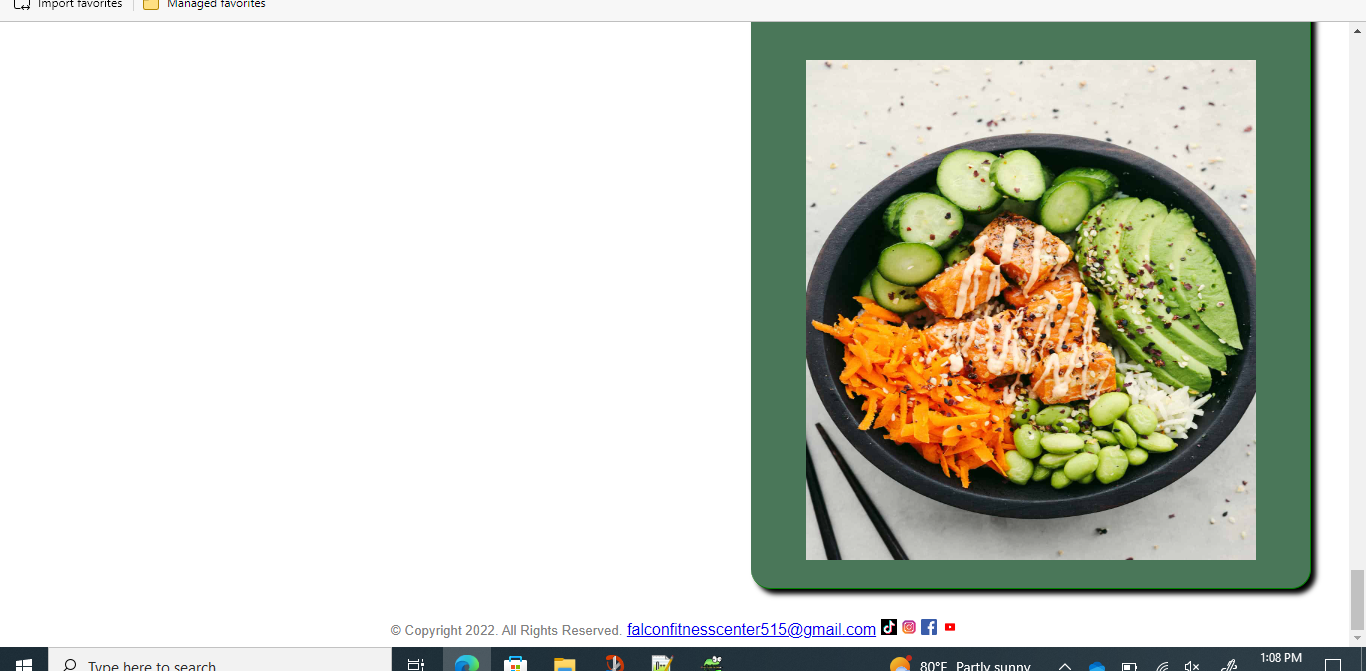 Import favorites
Managed favorites
© Copyright 2022. All Rights Reserved. falconfitnesscenter515@gmail.com
Type here to search
80°F Partly sunny
1:08 PM